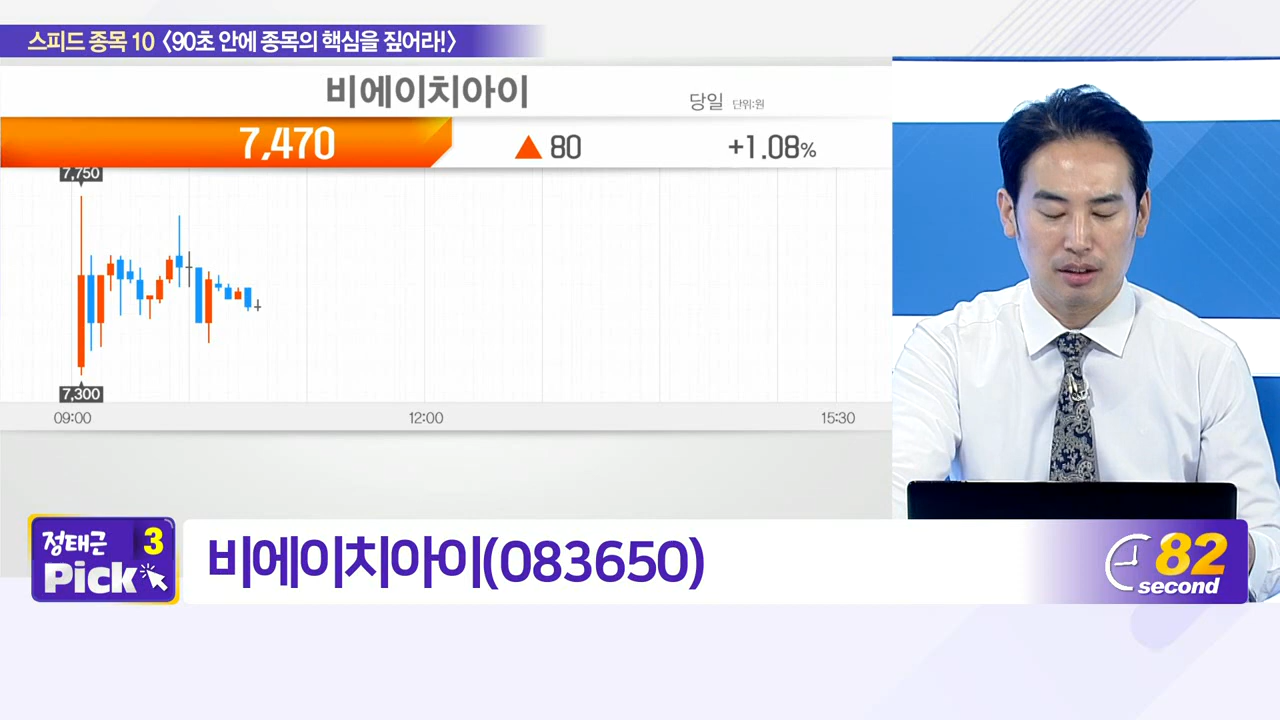 스피드 종목 10 〈90초 안에 종목의 핵심을 짚어라!〉
비에이치아이
당일 단위:원
7,470 ▲ 80 +1.08%
7,750
7,300
09:00 12:00 15:30
정태근 3
Pick
비에이치아이(083650)
82
second